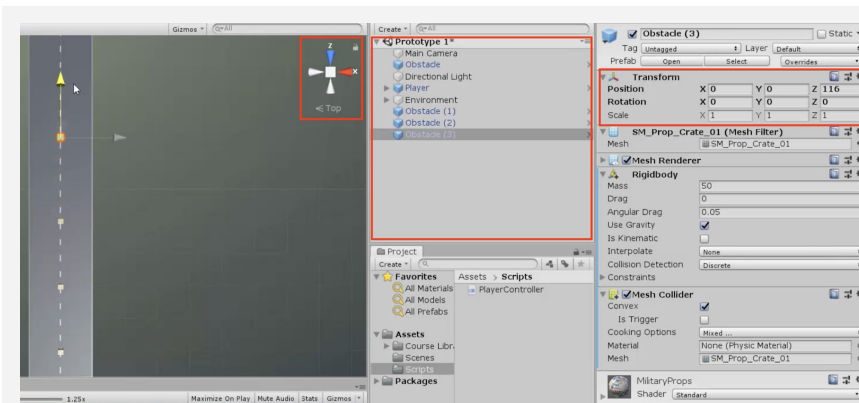 Gizmos
All
Z
X
< Top
1.25x
Maximize On Play Mute Audio Stats Gizmos
Create All
Prototype 1*
Main Camera
Obstacle
Directional Light
Player
Environment
Obstacle (1)
Obstacle (2)
Obstacle (3)
Project
Create
Favorites
All Materials
All Models
All Prefabs
Assets
Course Libr
Scenes
Scripts
Packages
Assets > Scripts
PlayerController
Obstacle (3) Static
Tag Untagged Layer Default
Prefab Open Select Overrides
Transform
Position X 0 Y 0 Z 116
Rotation X 0 Y 0 Z 0
Scale X 1 Y 1 Z 1
SM_Prop_Crate_01 (Mesh Filter)
Mesh SM_Prop_Crate_01
Mesh Renderer
Rigidbody
Mass 50
Drag 0
Angular Drag 0.05
Use Gravity
Is Kinematic
Interpolate None
Collision Detection Discrete
Constraints
Mesh Collider
Convex
Is Trigger
Cooking Options Mixed ...
Material None (Physic Material)
Mesh SM_Prop_Crate_01
MilitaryProps
Shader Standard